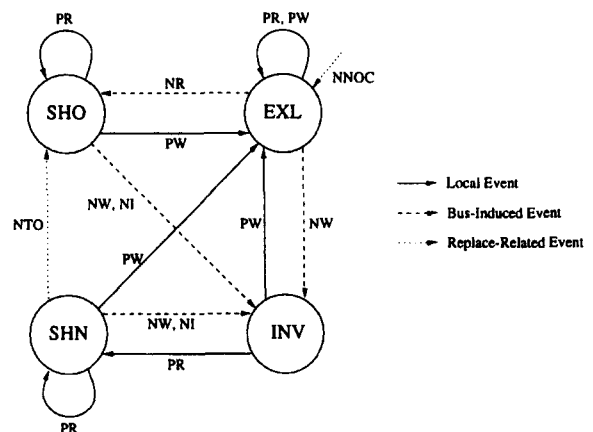 PR
PR, PW
NNOC
SHO
NR
EXL
PW
NW, NI
Local Event
Bus-Induced Event
Replace-Related Event
NTO
PW
PW
NW
SHN
NW, NI
INV
PR
PR